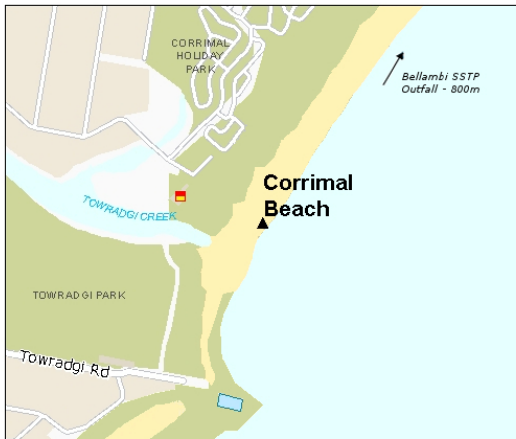 CORRIMAL
HOLIDAY
PARK
Bellambi SSTP
Outfall - 800m
Corrimal
Beach
TOWRADGI CREEK
TOWRADGI PARK
Towradgi Rd